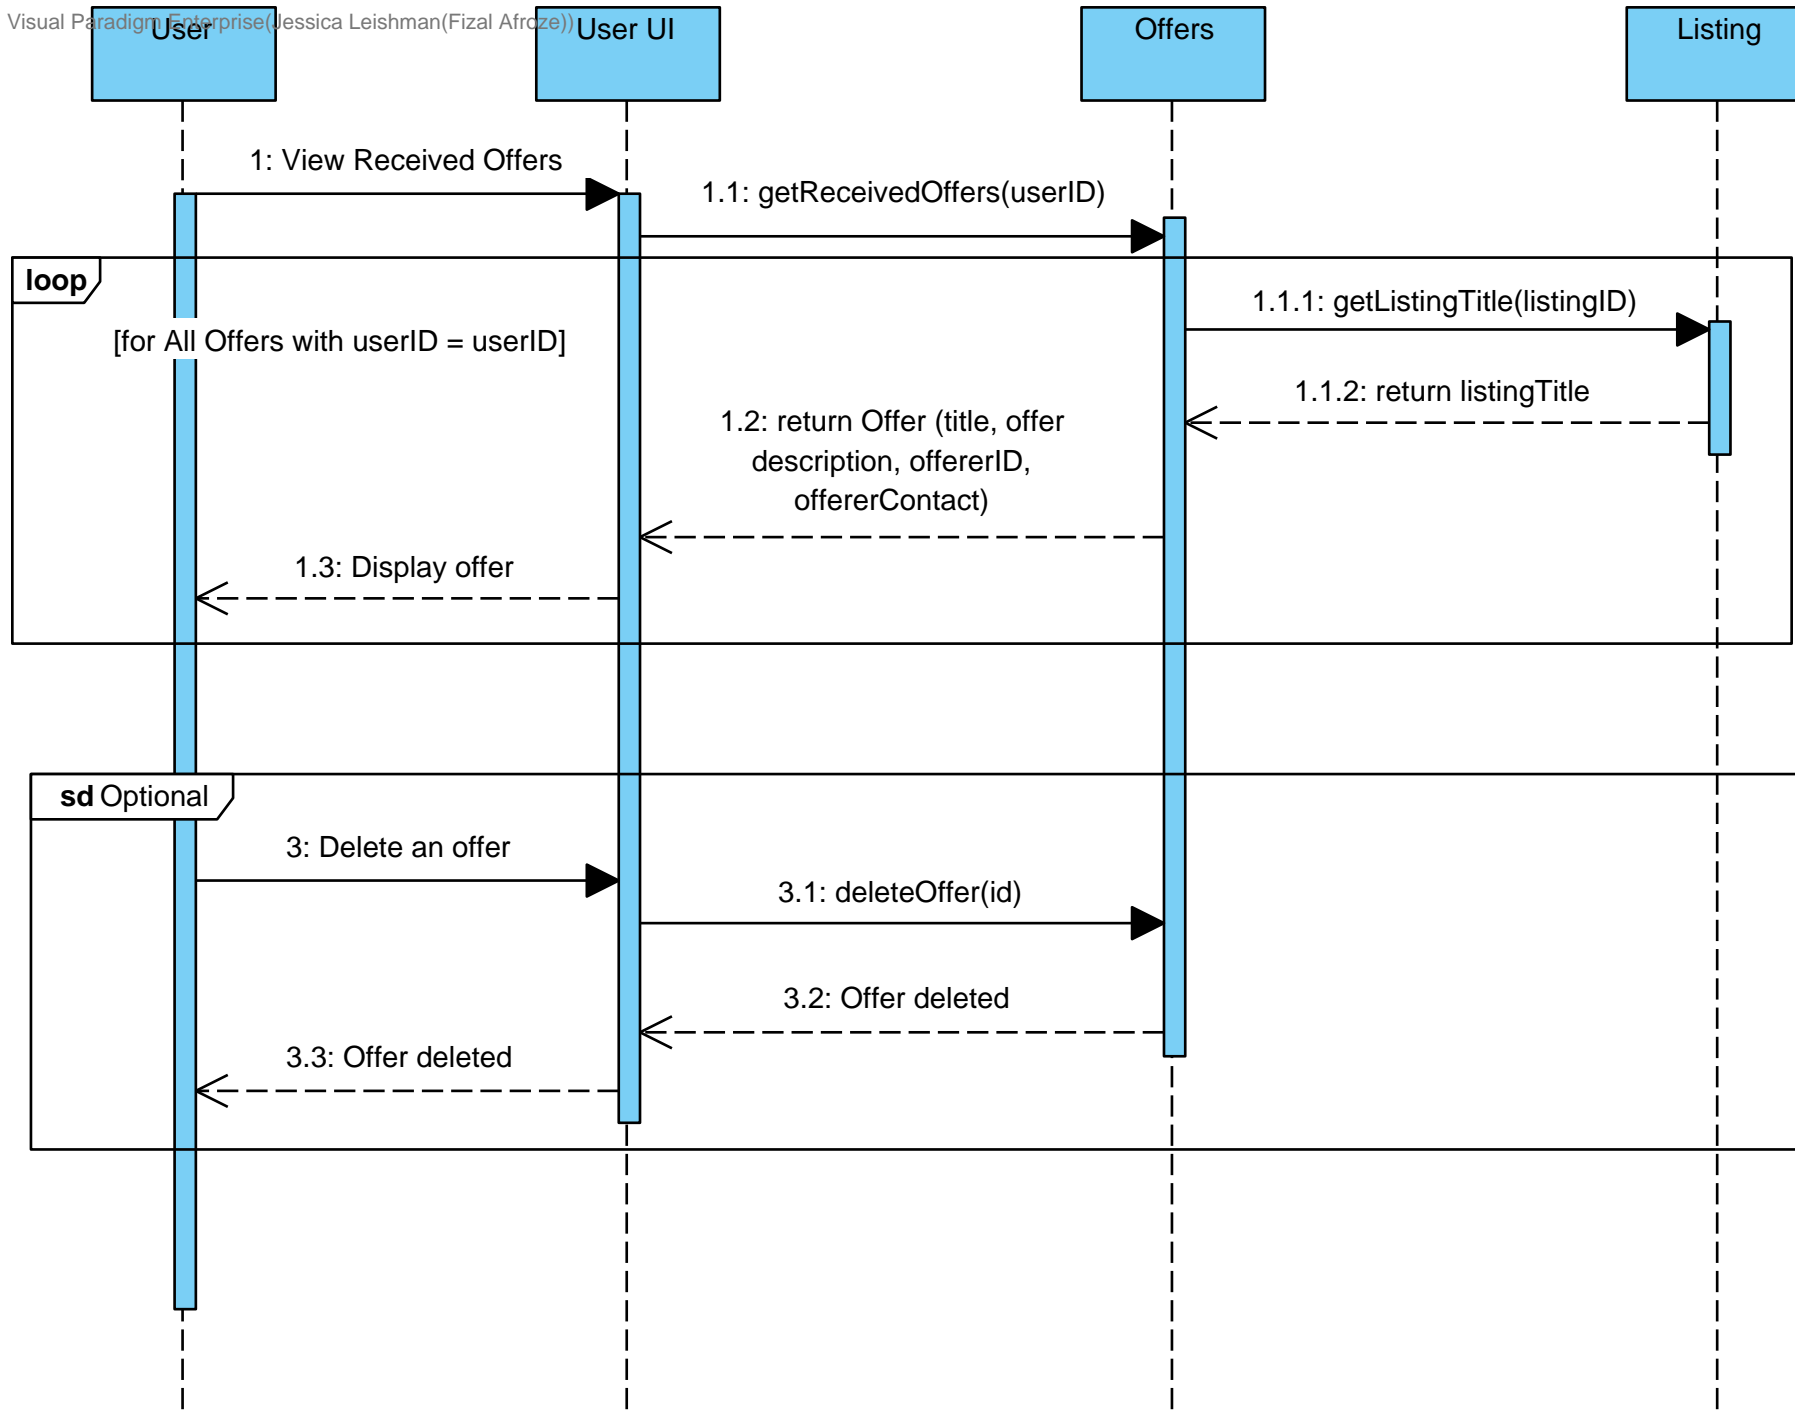 Visual Paradigm Enterprise(Jessica Leishman(Fizal Afroze))
User
User UI
Offers
Listing
1: View Received Offers
1.1: getReceivedOffers(userID)
loop
1.1.1: getListingTitle(listingID)
[for All Offers with userID = userID]
1.1.2: return listingTitle
1.2: return Offer (title, offer
description, offererID,
offererContact)
1.3: Display offer
sd Optional
3: Delete an offer
3.1: deleteOffer(id)
3.2: Offer deleted
3.3: Offer deleted